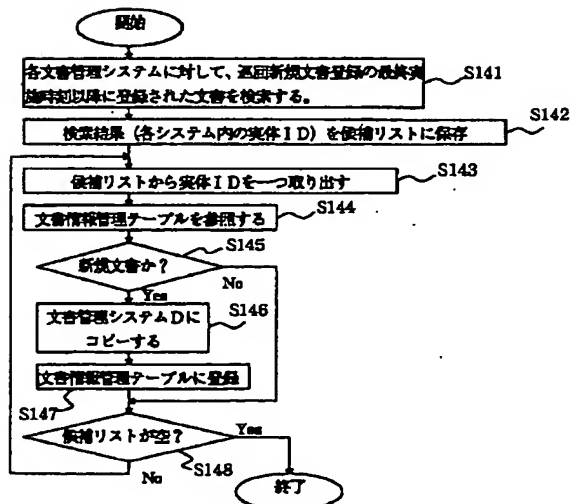 開始
各文書管理システムに対して、巡回新規文書登録の最終実
施時刻以降に登録された文書を検索する。
S141
検索結果（各システム内の実体ID）を候補リストに保存
S142
候補リストから実体IDを一つ取り出す
S143
文書情報管理テーブルを参照する
S144
新規文書か？
S145
Yes
No
文書管理システムDに
コピーする
S146
文書情報管理テーブルに登録
S147
候補リストが空？
Yes
S148
No
終了